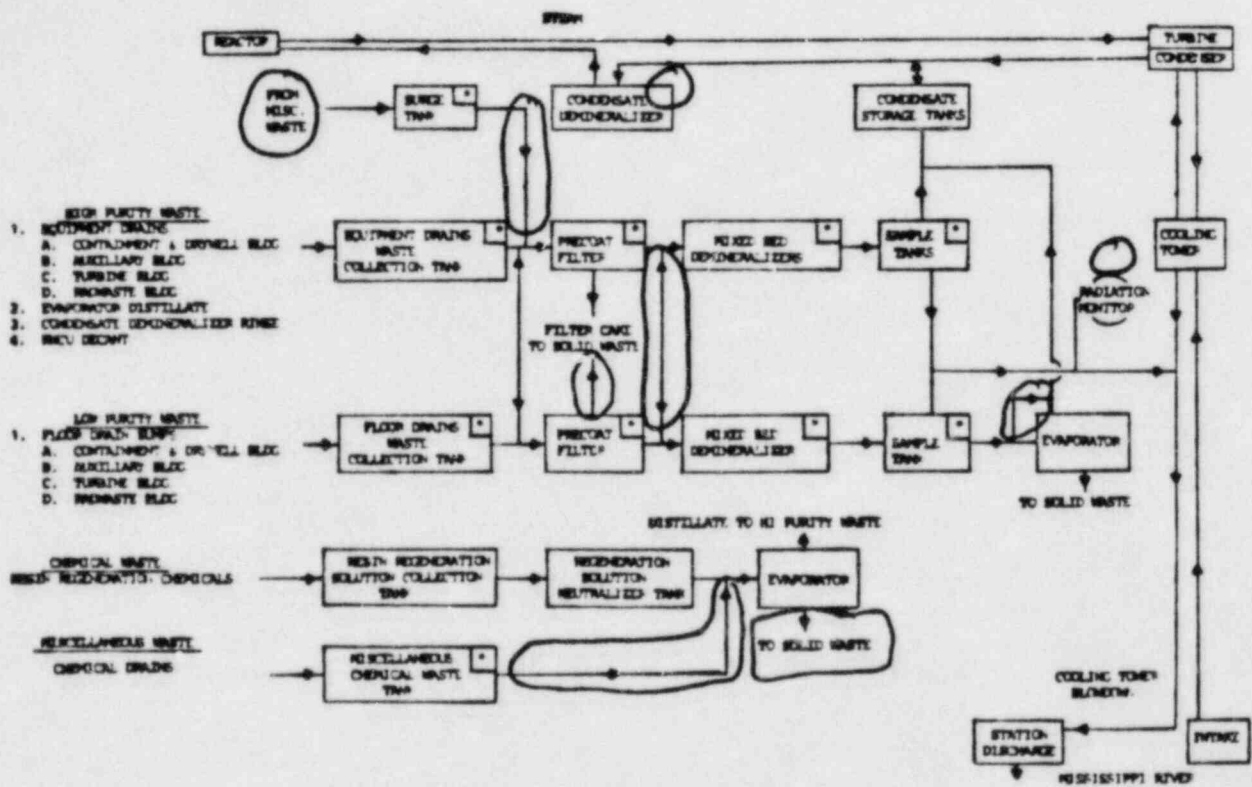 STEAM
REACTOR
TURBINE
CONDENSER
FROM
MISC.
WASTE
SURGE
TANK
*
CONDENSATE
DEMINERALIZER
CONDENSATE
STORAGE TANKS
HIGH PURITY WASTE
1. EQUIPMENT DRAINS
A. CONTAINMENT & DRYWELL BLDG
B. AUXILIARY BLDG
C. TURBINE BLDG
D. RADWASTE BLDG
2. EVAPORATOR DISTILLATE
3. CONDENSATE DEMINERALIZER RINSE
4. RWCU DECANT
EQUIPMENT DRAINS
WASTE
COLLECTION TANK
*
PRECOAT
FILTER
*
MIXED BED
DEMINERALIZERS
*
SAMPLE
TANKS
*
COOLING
TOWER
RADIATION
MONITOR
FILTER CAKE
TO SOLID WASTE
LOW PURITY WASTE
1. FLOOR DRAIN SUMPS
A. CONTAINMENT & DRYWELL BLDG
B. AUXILIARY BLDG
C. TURBINE BLDG
D. RADWASTE BLDG
FLOOR DRAINS
WASTE
COLLECTION TANK
*
PRECOAT
FILTER
*
MIXED BED
DEMINERALIZER
*
SAMPLE
TANK
*
EVAPORATOR
TO SOLID WASTE
DISTILLATE TO HI PURITY WASTE
CHEMICAL WASTE
RESIN REGENERATION CHEMICALS
RESIN REGENERATION
SOLUTION COLLECTION
TANK
REGENERATION
SOLUTION
NEUTRALIZER TANK
EVAPORATOR
TO SOLID WASTE
MISCELLANEOUS WASTE
CHEMICAL DRAINS
MISCELLANEOUS
CHEMICAL WASTE
TANK
*
COOLING TOWER
BLOWDOWN
STATION
DISCHARGE
INTAKE
MISSISSIPPI RIVER